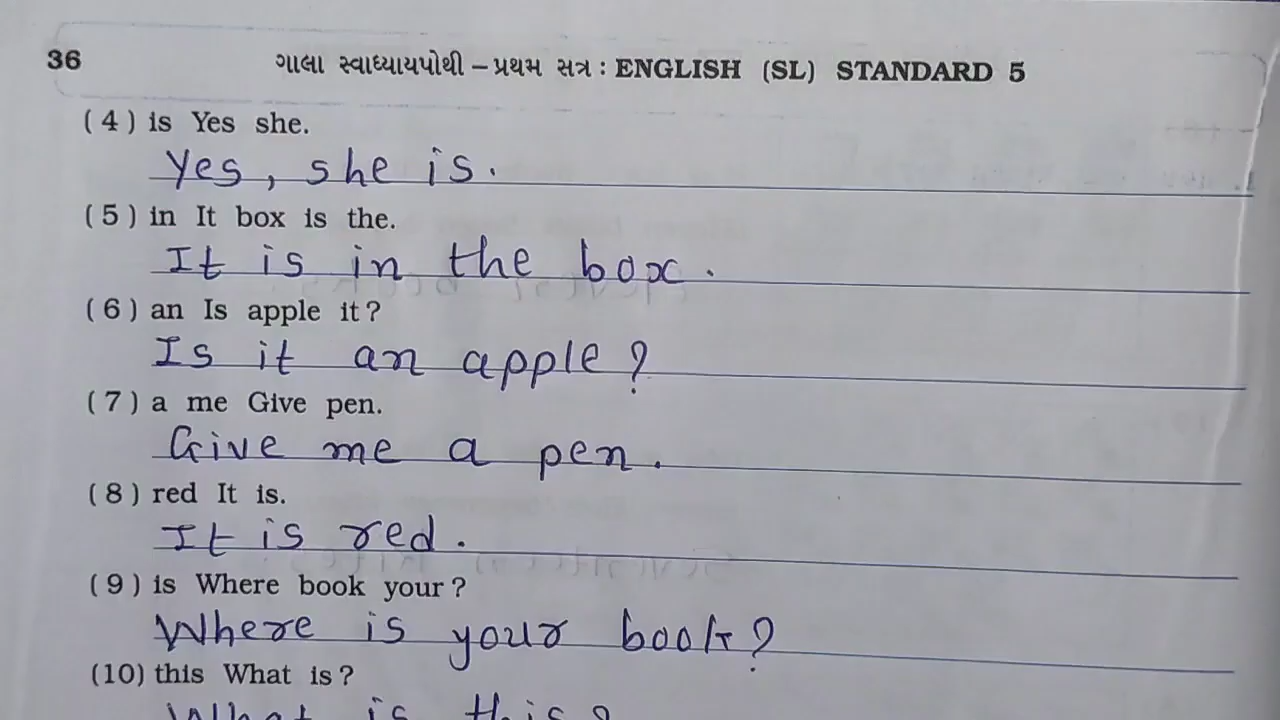 36 ગાલા સ્વાધ્યાયપોથી – પ્રથમ સત્ર : ENGLISH (SL) STANDARD 5
(4) is Yes she.
Yes, she is.
(5) in It box is the.
It is in the box.
(6) an Is apple it?
Is it an apple?
(7) a me Give pen.
Give me a pen.
(8) red It is.
It is red.
(9) is Where book your?
Where is your book?
(10) this What is?
What is this?